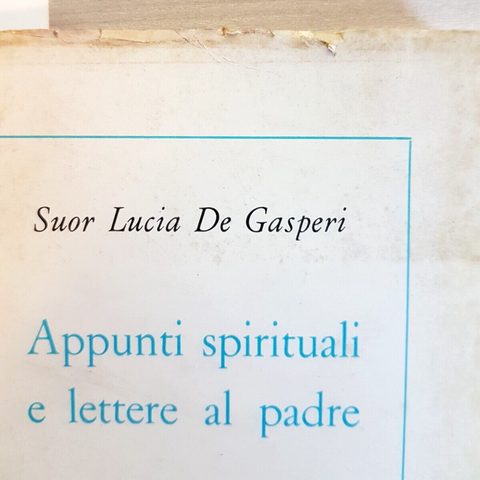 Suor Lucia De Gasperi
Appunti spirituali
e lettere al padre